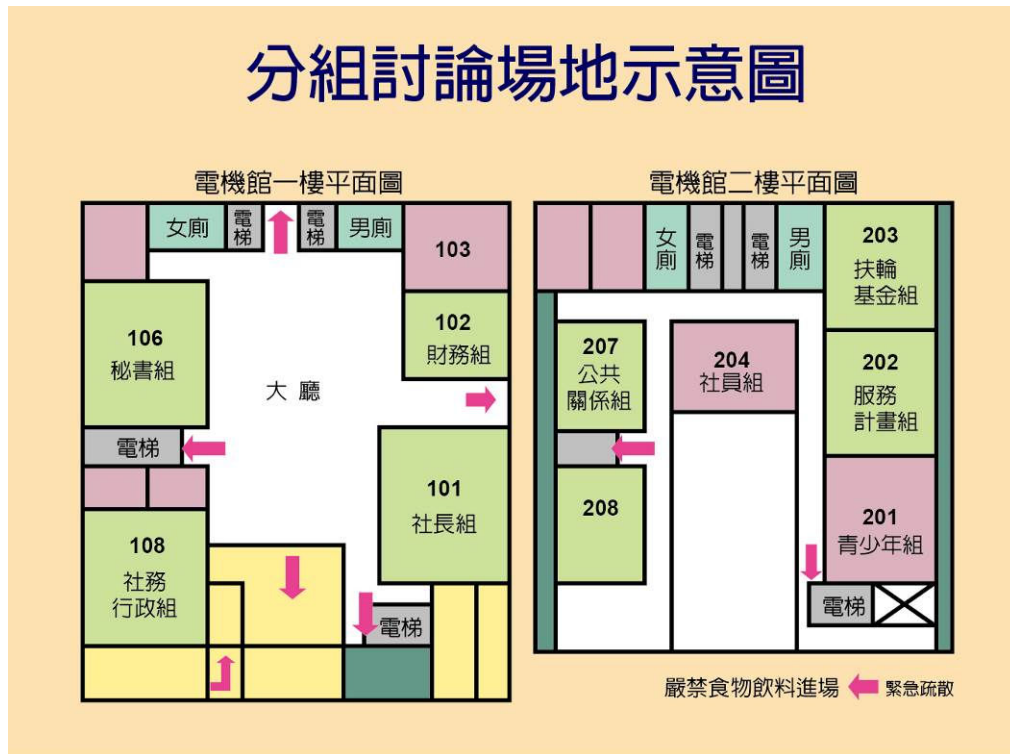 分組討論場地示意圖
電機館一樓平面圖
女廁
電梯
電梯
男廁
103
106
秘書組
102
財務組
大廳
電梯
101
社長組
108
社務
行政組
電梯
電機館二樓平面圖
女廁
電梯
電梯
男廁
203
扶輪
基金組
207
公共
關係組
204
社員組
202
服務
計畫組
208
201
青少年組
電梯
嚴禁食物飲料進場
緊急疏散